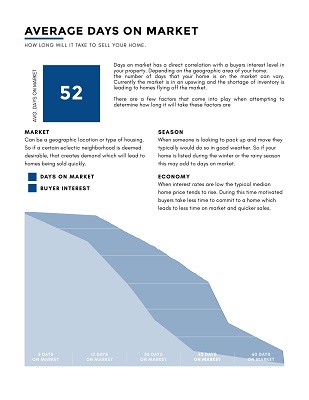 AVERAGE DAYS ON MARKET
HOW LONG WILL IT TAKE TO SELL YOUR HOME.
AVG. DAYS ON MARKET
52
Days on market has a direct correlation with a buyers interest level in
your property. Depending on the geographic area of your home,
the number of days that your home is on the market can vary.
Currently the market is in an upswing and the shortage of inventory is
leading to homes flying off the market.
There are a few factors that come into play when attempting to
determine how long it will take these factors are
MARKET
Can be a geographic location or type of housing.
So if a certain eclectic neighborhood is deemed
desirable, that creates demand which will lead to
homes being sold quickly.
DAYS ON MARKET
BUYER INTEREST
SEASON
When someone is looking to pack up and move they
typically would do so in good weather. So if your
home is listed during the winter or the rainy season
this may add to days on market.
ECONOMY
When interest rates are low the typical median
home price tends to rise. During this time motivated
buyers take less time to commit to a home which
leads to less time on market and quicker sales.
DAYS
ON MARKET
DAYS
ON MARKET
DAYS
ON MARKET
DAYS
ON MARKET
60 DAYS
ON MARKET